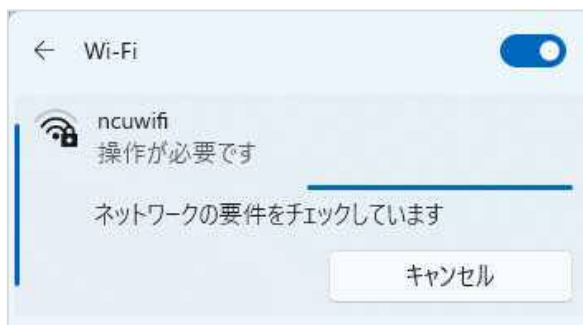 Wi-Fi
ncuwifi
操作が必要です
ネットワークの要件をチェックしています
キャンセル